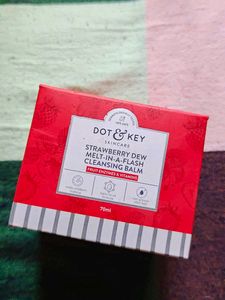 DOT & KEY
SKINCARE
STRAWBERRY DEW
MELT-IN-A-FLASH
CLEANSING BALM
FRUIT ENZYMES & VITAMINS
75ml